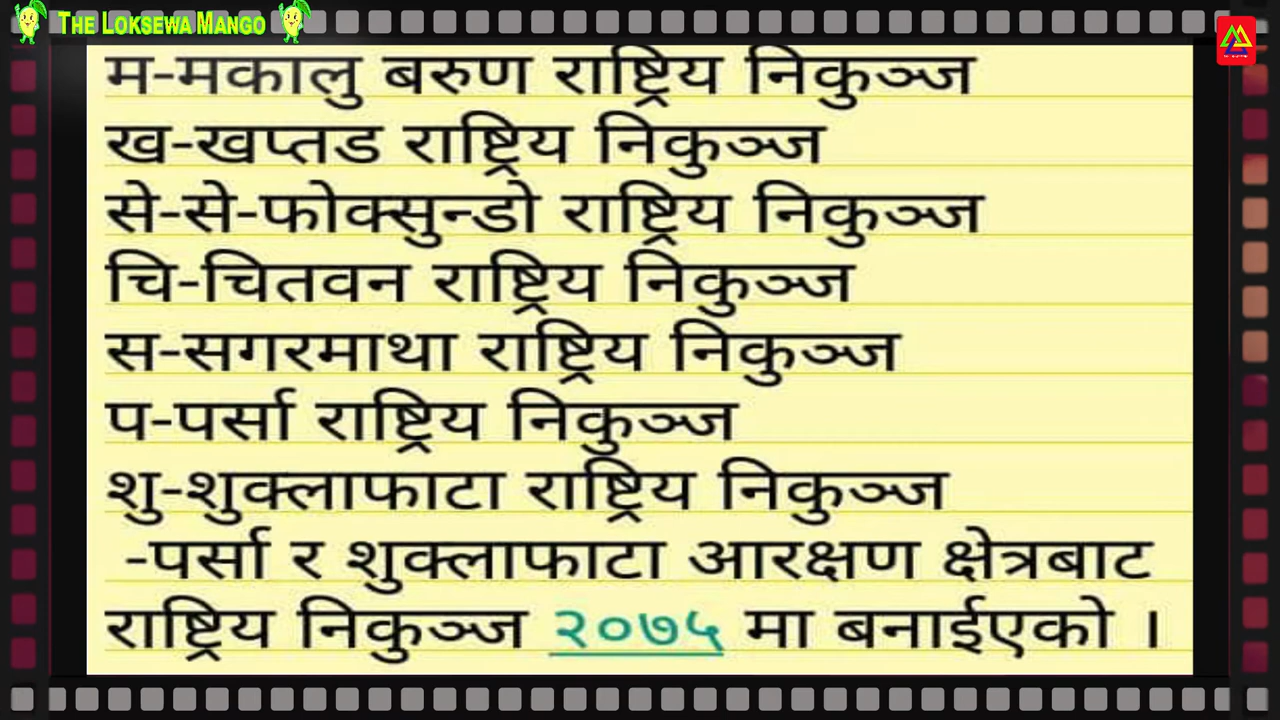 THE LOKSEWA MANGO
म-मकालु बरुण राष्ट्रिय निकुञ्ज
ख-खप्तड राष्ट्रिय निकुञ्ज
से-से-फोक्सुन्डो राष्ट्रिय निकुञ्ज
चि-चितवन राष्ट्रिय निकुञ्ज
स-सगरमाथा राष्ट्रिय निकुञ्ज
प-पर्सा राष्ट्रिय निकुञ्ज
शु-शुक्लाफाटा राष्ट्रिय निकुञ्ज
-पर्सा र शुक्लाफाटा आरक्षण क्षेत्रबाट
राष्ट्रिय निकुञ्ज २०७५ मा बनाईएको ।